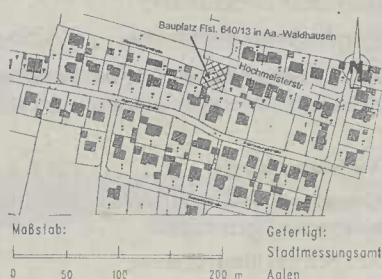 Bauplatz Flst. 640/13 in Aa.-Waldhausen
Hochmeisterstr.
Maßstab:
Gefertigt:
Stadtmessungsamt
0 50 100 200 m
Aalen